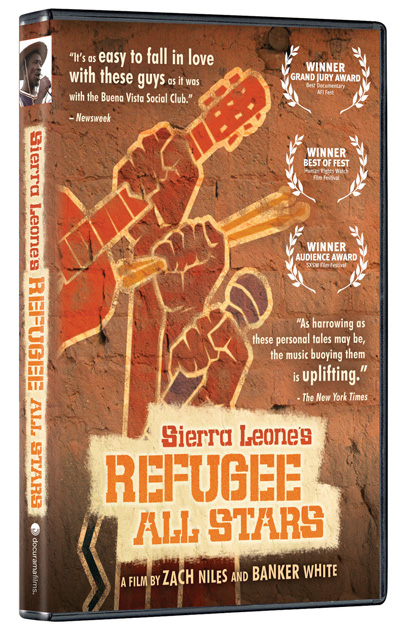 Sierra Leone's REFUGEE ALL STARS
docuramafilms.
"It's as easy to fall in love
with these guys as it was
with the Buena Vista Social Club."
– Newsweek
WINNER
GRAND JURY AWARD
Best Documentary
AFI Fest
WINNER
BEST OF FEST
Human Rights Watch
Film Festival
WINNER
AUDIENCE AWARD
SXSW Film Festival
"As harrowing as
these personal tales may be,
the music buoying them
is uplifting."
- The New York Times
Sierra Leone's
REFUGEE
ALL STARS
A FILM BY ZACH NILES AND BANKER WHITE